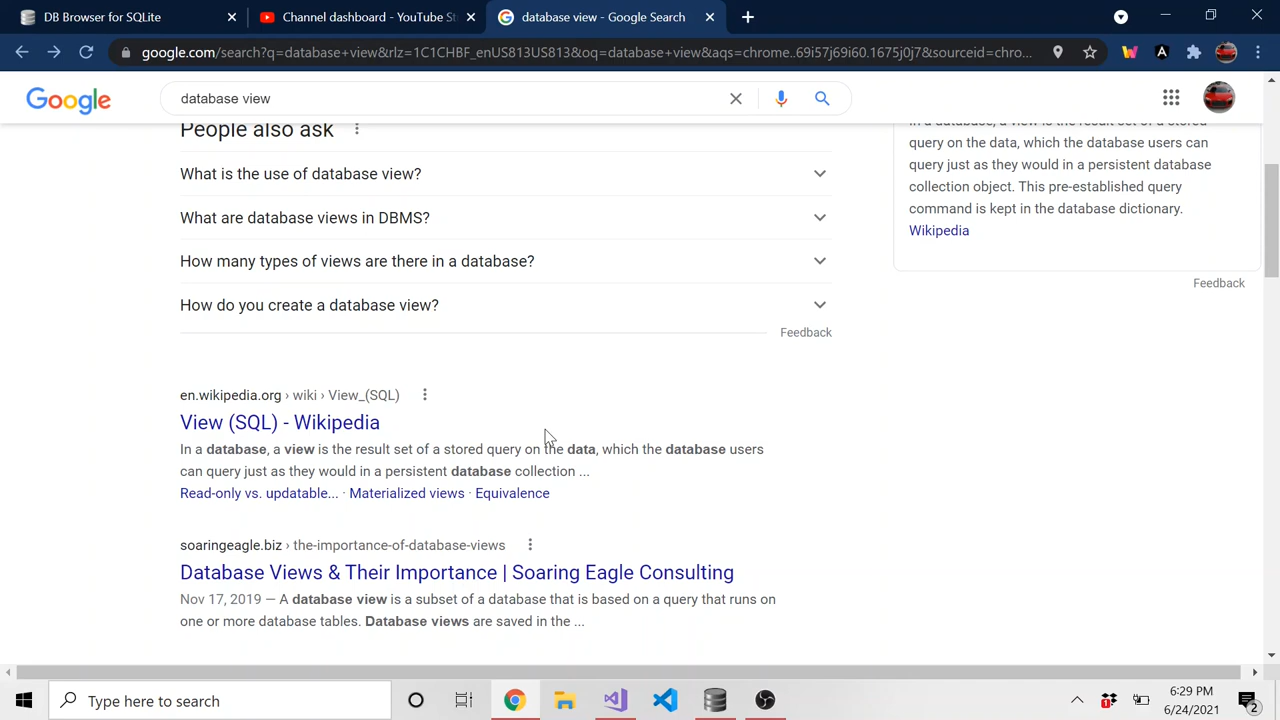 DB Browser for SQLite
Channel dashboard - YouTube St
database view - Google Search
google.com/search?q=database+view&rlz=1C1CHBF_enUS813US813&oq=database+view&aqs=chrome..69i57j69i60.1675j0j7&sourceid=chro...
Google
database view
People also ask
What is the use of database view?
What are database views in DBMS?
How many types of views are there in a database?
How do you create a database view?
Feedback
en.wikipedia.org › wiki › View_(SQL)
View (SQL) - Wikipedia
In a database, a view is the result set of a stored query on the data, which the database users
can query just as they would in a persistent database collection ...
Read-only vs. updatable... · Materialized views · Equivalence
soaringeagle.biz › the-importance-of-database-views
Database Views & Their Importance | Soaring Eagle Consulting
Nov 17, 2019 — A database view is a subset of a database that is based on a query that runs on
one or more database tables. Database views are saved in the ...
In a database, a view is the result set of a stored
query on the data, which the database users can
query just as they would in a persistent database
collection object. This pre-established query
command is kept in the database dictionary.
Wikipedia
Feedback
Type here to search
6:29 PM
6/24/2021
2